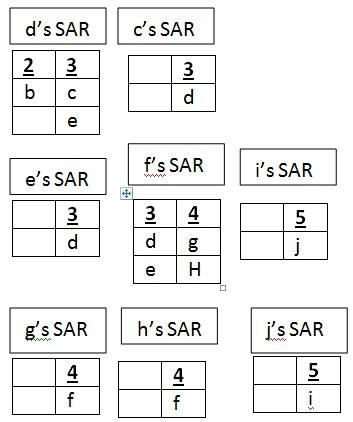 d's SAR
c's SAR
2 3
b c
e
3
d
e's SAR
f's SAR
i's SAR
3
d
3 4
d g
e H
5
j
g's SAR
h's SAR
j's SAR
4
f
4
f
5
i